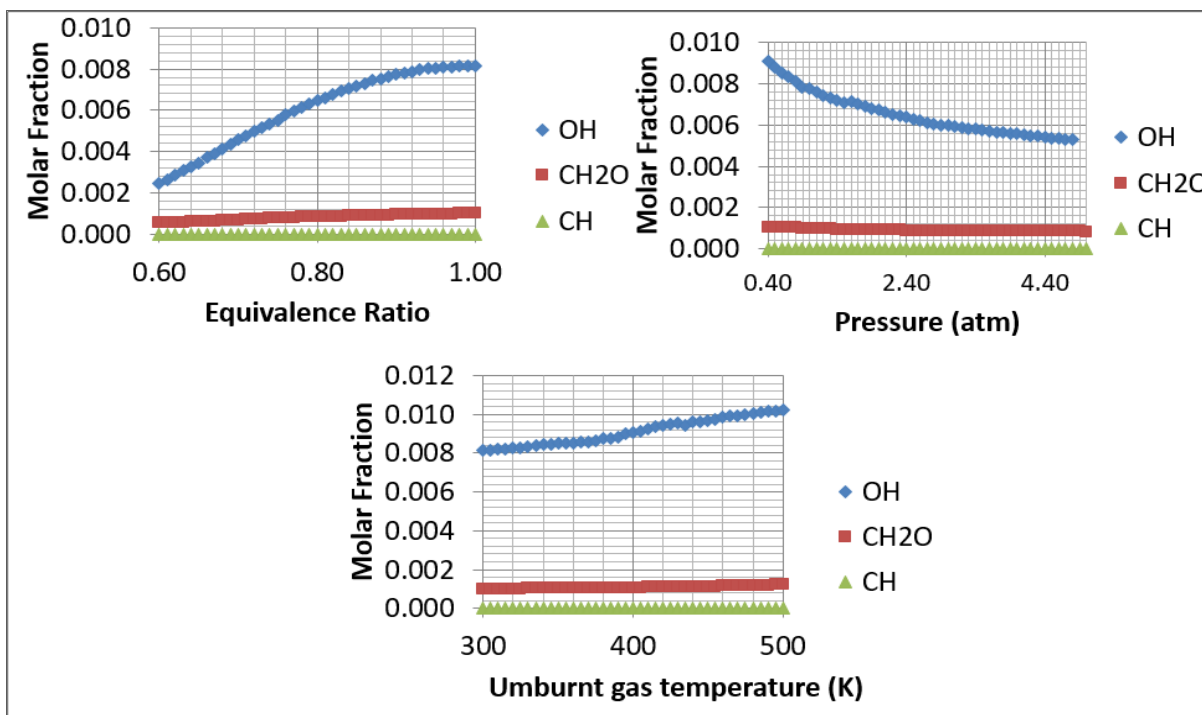 Molar Fraction
0.010
0.008
0.006
0.004
0.002
0.000
0.60
0.80
1.00
Equivalence Ratio
OH
CH2O
CH
Molar Fraction
0.010
0.008
0.006
0.004
0.002
0.000
0.40
2.40
4.40
Pressure (atm)
OH
CH2O
CH
Molar Fraction
0.012
0.010
0.008
0.006
0.004
0.002
0.000
300
400
500
Umburnt gas temperature (K)
OH
CH2O
CH